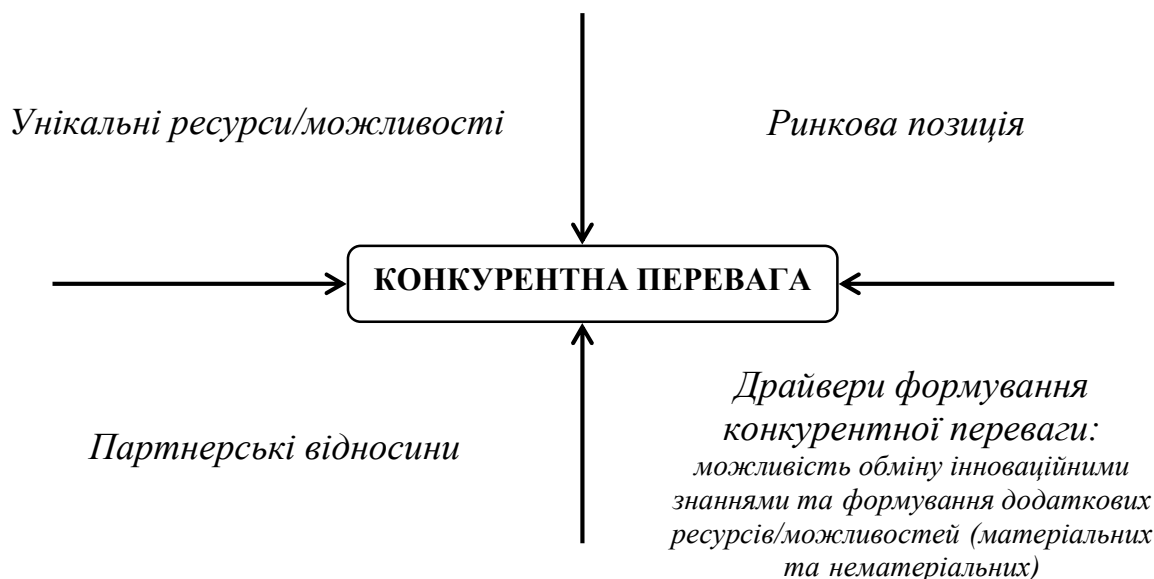 Унікальні ресурси/можливості
Ринкова позиція
КОНКУРЕНТНА ПЕРЕВАГА
Партнерські відносини
Драйвери формування
конкурентної переваги:
можливість обміну інноваційними
знаннями та формування додаткових
ресурсів/можливостей (матеріальних
та нематеріальних)